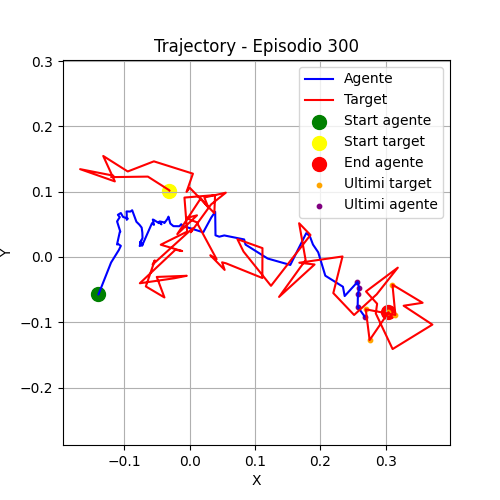 Trajectory - Episodio 300
Agente
Target
Start agente
Start target
End agente
Ultimi target
Ultimi agente
0.3
0.2
0.1
0.0
−0.1
−0.2
Y
−0.1
0.0
0.1
0.2
0.3
X